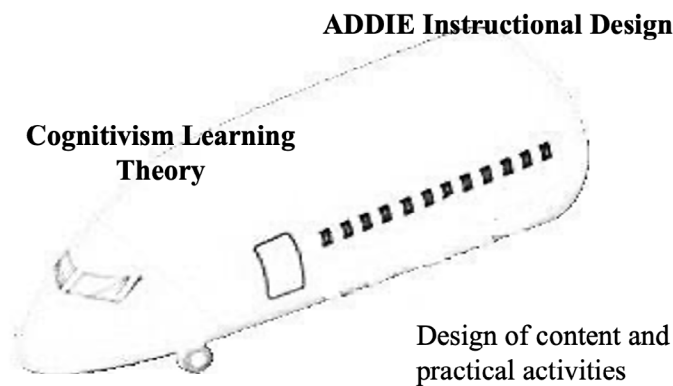 ADDIE Instructional Design
Cognitivism Learning
Theory
Design of content and
practical activities